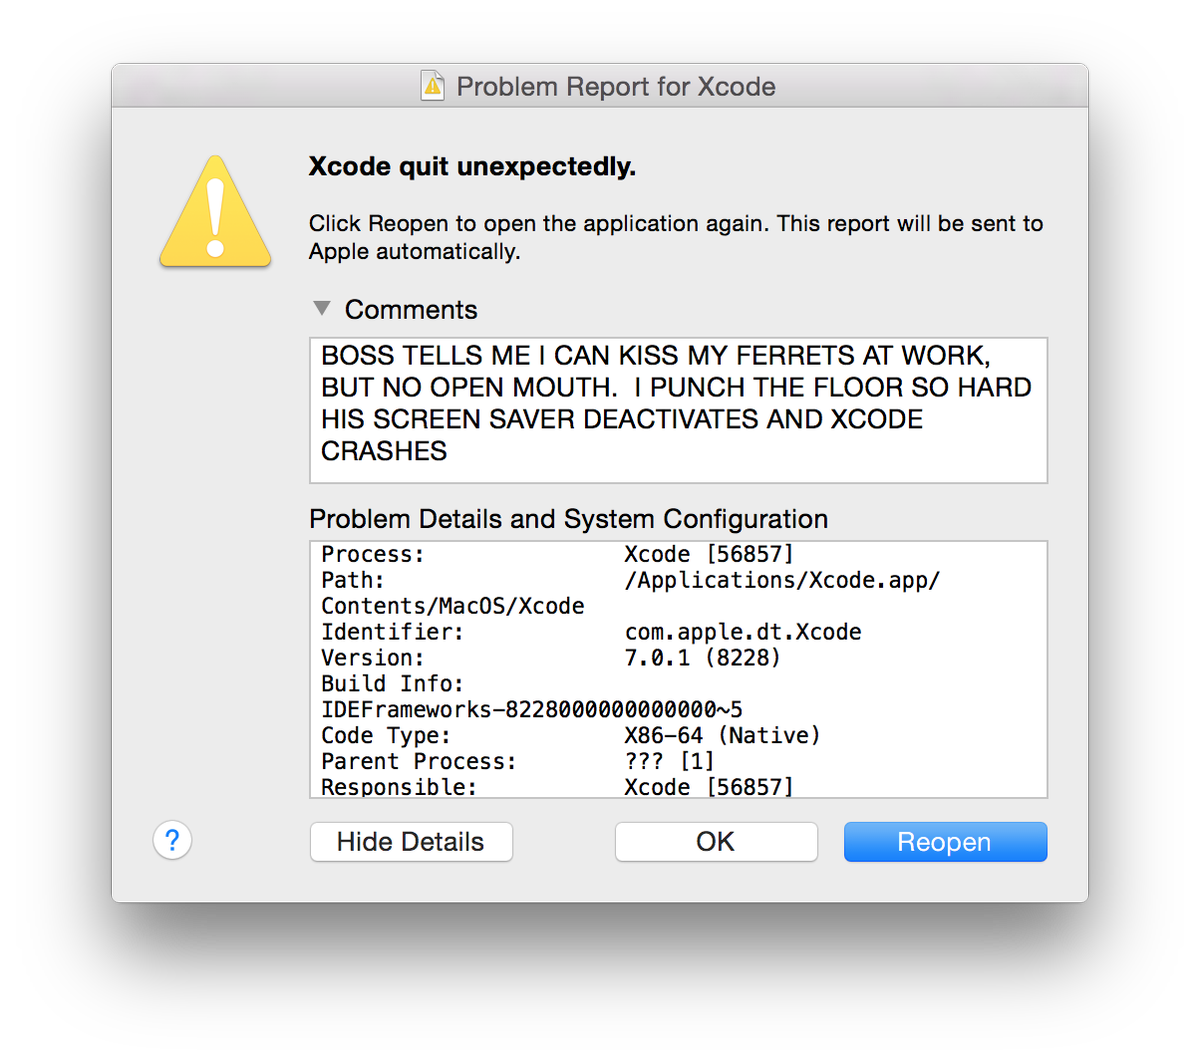 Problem Report for Xcode
Xcode quit unexpectedly.
Click Reopen to open the application again. This report will be sent to
Apple automatically.
Comments
BOSS TELLS ME I CAN KISS MY FERRETS AT WORK,
BUT NO OPEN MOUTH.  I PUNCH THE FLOOR SO HARD
HIS SCREEN SAVER DEACTIVATES AND XCODE
CRASHES
Problem Details and System Configuration
Process: Xcode [56857]
Path: /Applications/Xcode.app/
Contents/MacOS/Xcode
Identifier: com.apple.dt.Xcode
Version: 7.0.1 (8228)
Build Info:
IDEFrameworks-8228000000000000~5
Code Type: X86-64 (Native)
Parent Process: ??? [1]
Responsible: Xcode [56857]
? Hide Details OK Reopen